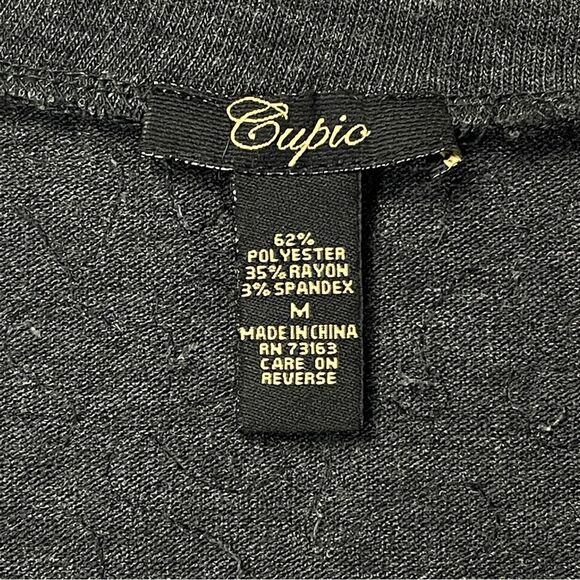 Cupio
62%
POLYESTER
35% RAYON
3% SPANDEX
M
MADE IN CHINA
RN 73163
CARE ON
REVERSE